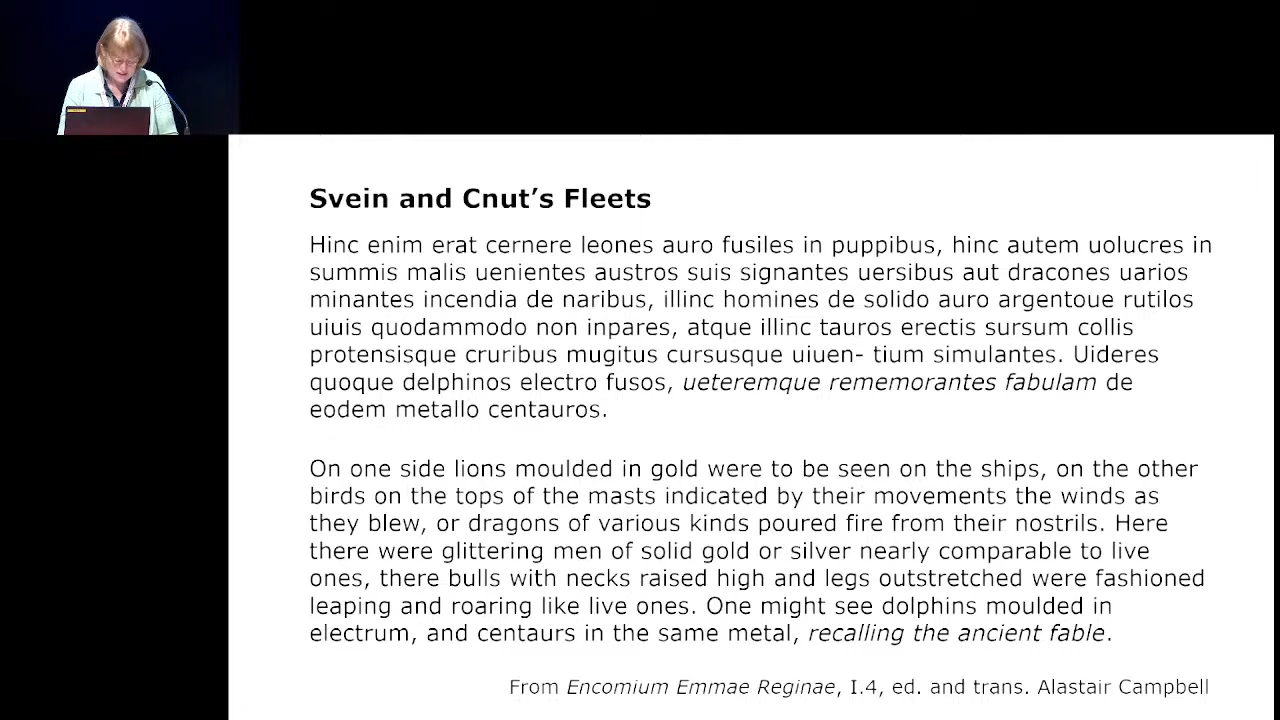 Svein and Cnut’s Fleets
Hinc enim erat cernere leones auro fusiles in puppibus, hinc autem uolucres in
summis malis uenientes austros suis signantes uersibus aut dracones uarios
minantes incendia de naribus, illinc homines de solido auro argentoue rutilos
uiuis quodammodo non inpares, atque illinc tauros erectis sursum collis
protensisque cruribus mugitus cursusque uiuen- tium simulantes. Uideres
quoque delphinos electro fusos, ueteremque rememorantes fabulam de
eodem metallo centauros.
On one side lions moulded in gold were to be seen on the ships, on the other
birds on the tops of the masts indicated by their movements the winds as
they blew, or dragons of various kinds poured fire from their nostrils. Here
there were glittering men of solid gold or silver nearly comparable to live
ones, there bulls with necks raised high and legs outstretched were fashioned
leaping and roaring like live ones. One might see dolphins moulded in
electrum, and centaurs in the same metal, recalling the ancient fable.
From Encomium Emmae Reginae, I.4, ed. and trans. Alastair Campbell